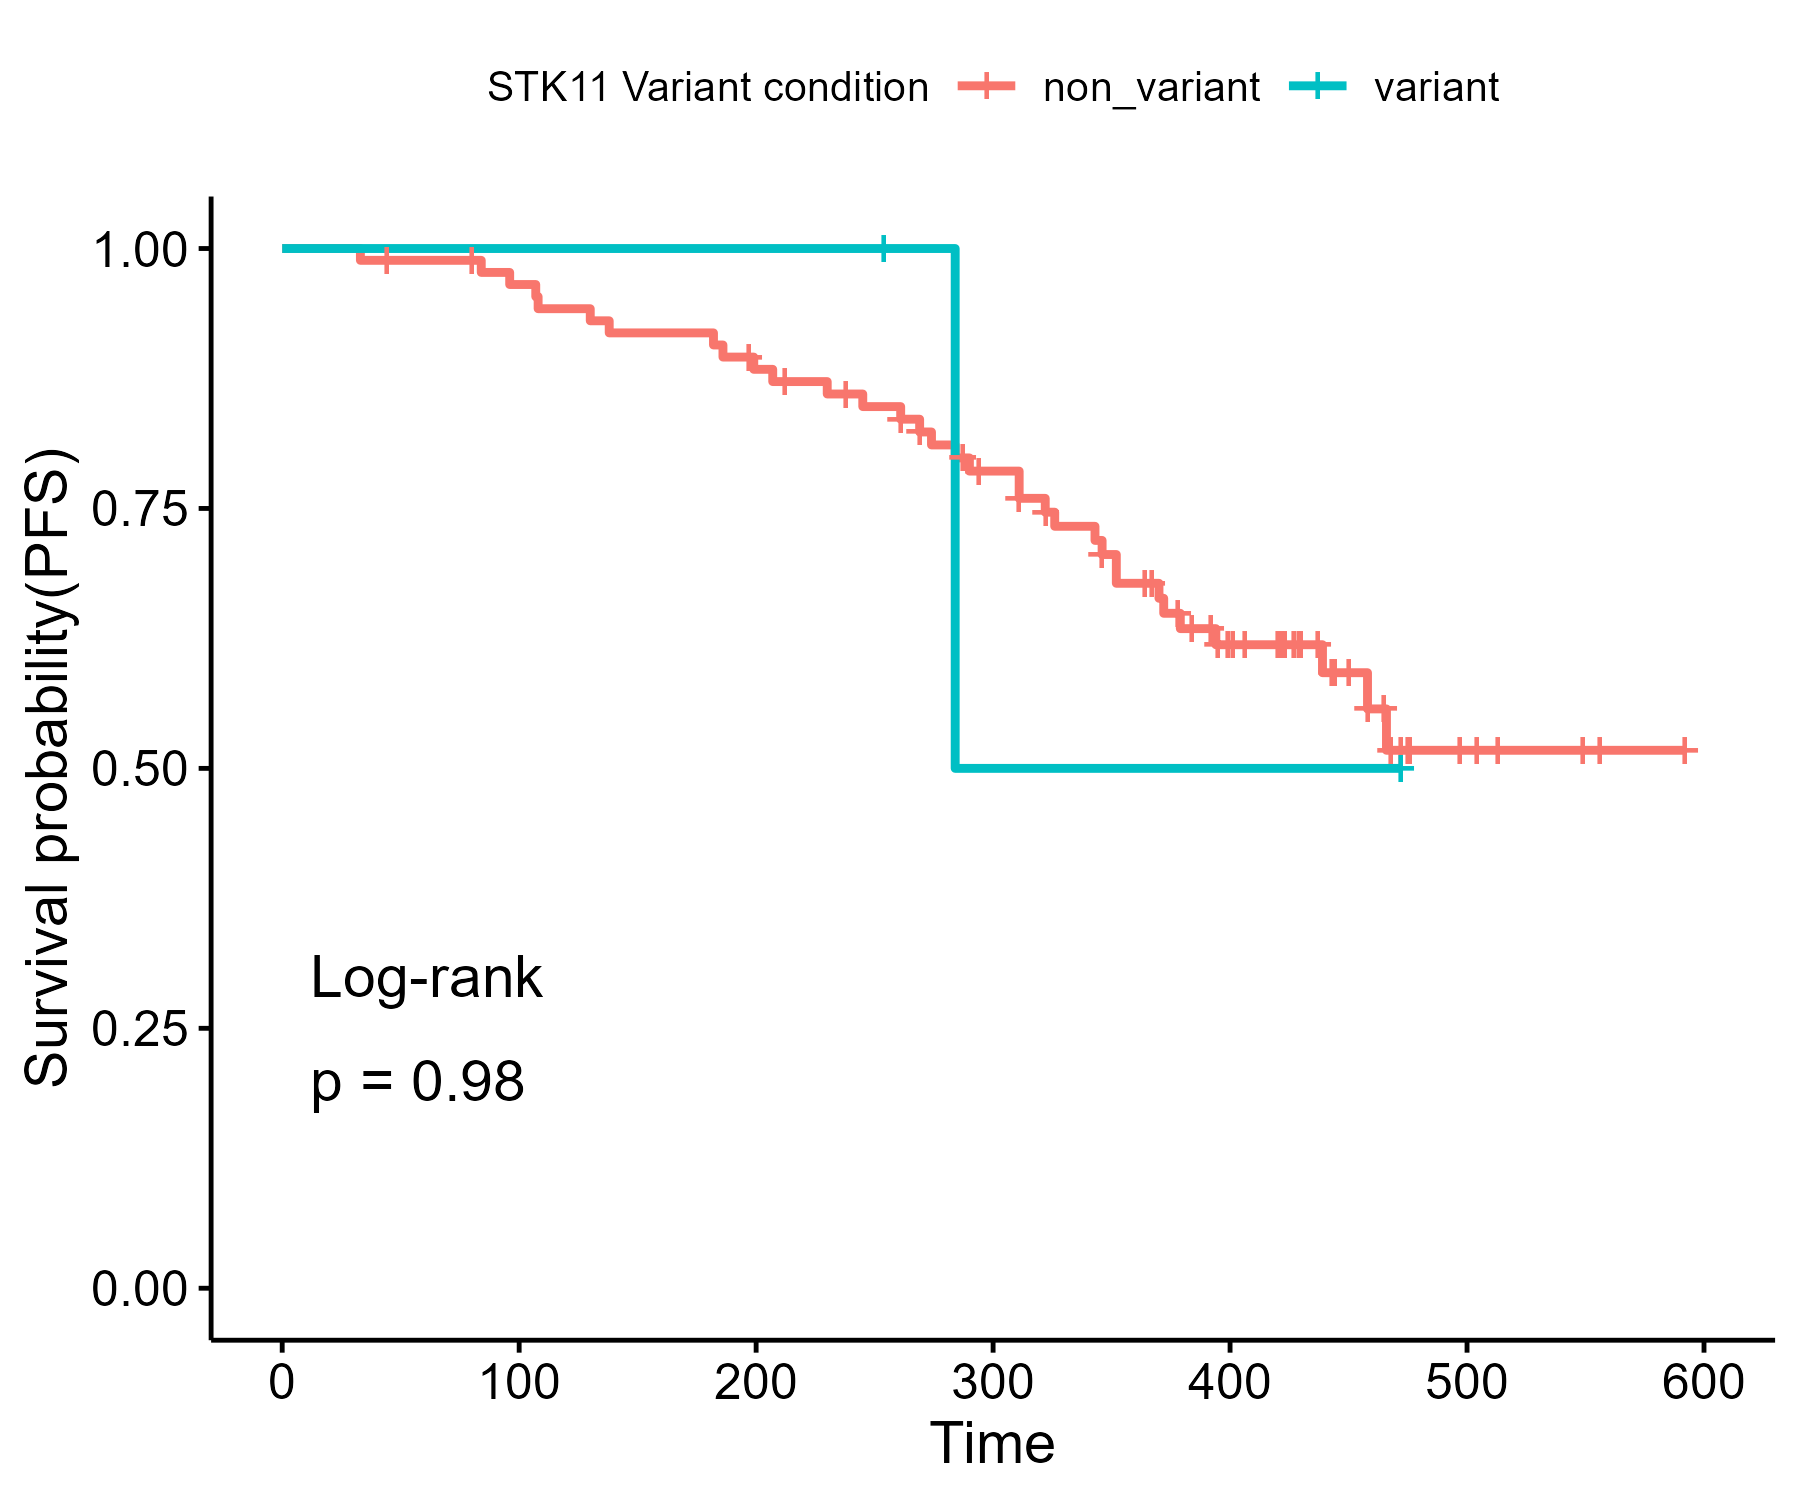 STK11 Variant condition non_variant variant
Survival probability(PFS)
1.00
0.75
0.50
0.25
0.00
Log-rank
p = 0.98
0 100 200 300 400 500 600
Time